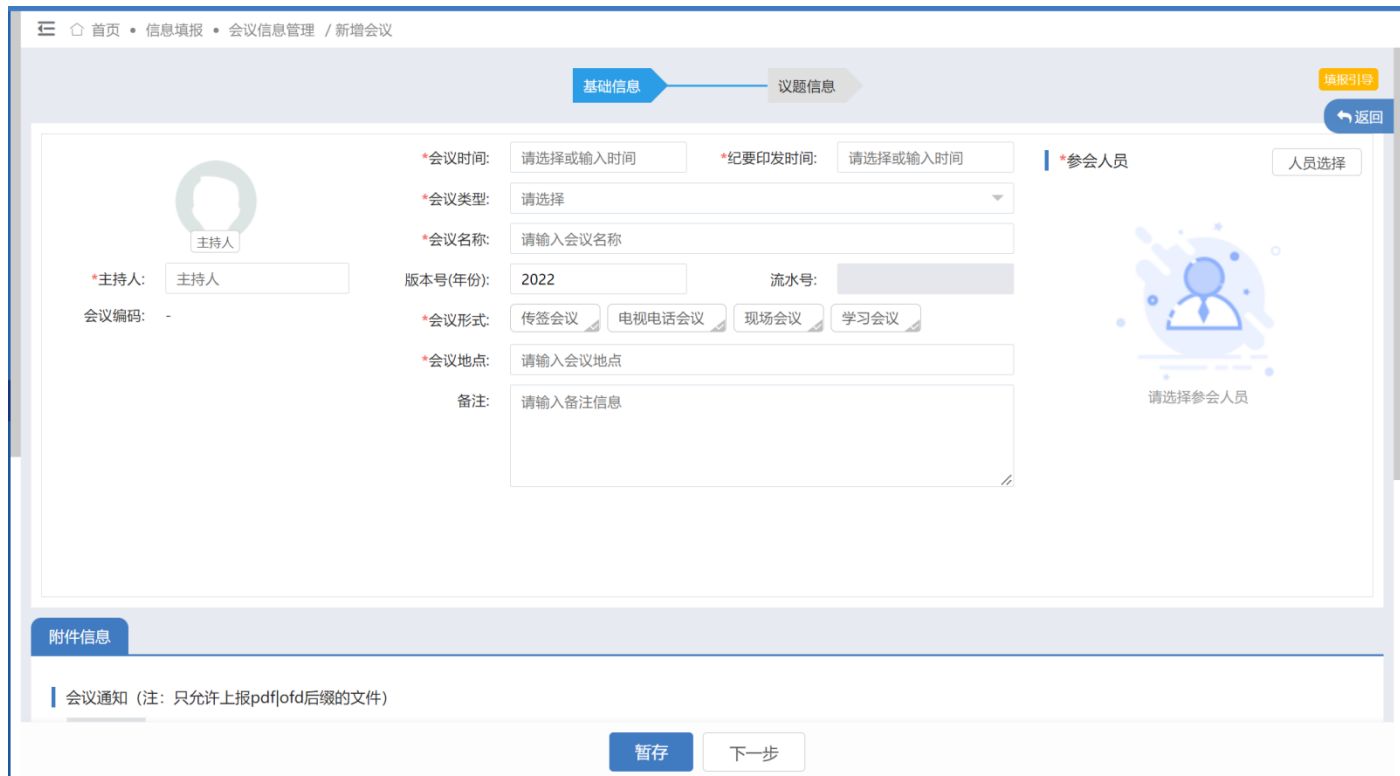 首页 • 信息填报 • 会议信息管理 / 新增会议
基础信息 议题信息
填报引导
返回
主持人
*主持人: 主持人
会议编码: -
*会议时间: 请选择或输入时间 *纪要印发时间: 请选择或输入时间
*会议类型: 请选择
*会议名称: 请输入会议名称
版本号(年份): 2022 流水号:
*会议形式: 传签会议 电视电话会议 现场会议 学习会议
*会议地点: 请输入会议地点
备注: 请输入备注信息
*参会人员 人员选择
请选择参会人员
附件信息
会议通知（注：只允许上报pdf|ofd后缀的文件）
暂存 下一步